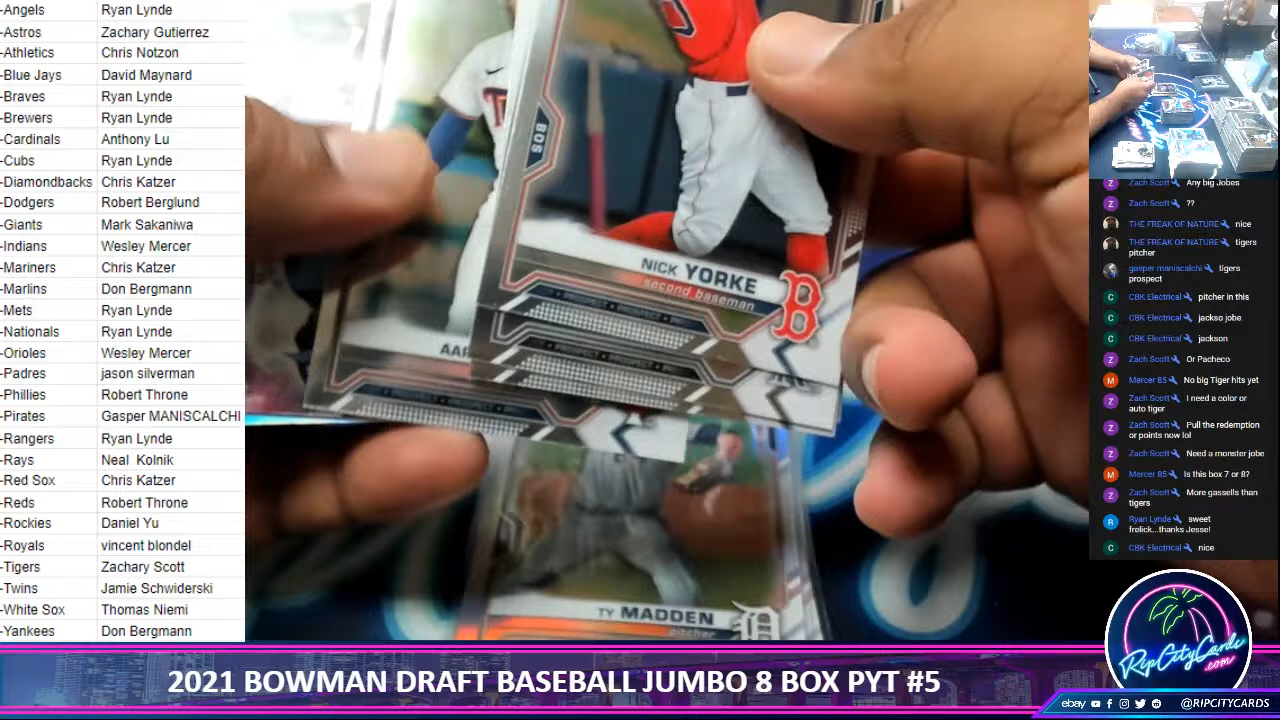 -Angels Ryan Lynde
-Astros Zachary Gutierrez
-Athletics Chris Notzon
-Blue Jays David Maynard
-Braves Ryan Lynde
-Brewers Ryan Lynde
-Cardinals Anthony Lu
-Cubs Ryan Lynde
-Diamondbacks Chris Katzer
-Dodgers Robert Berglund
-Giants Mark Sakaniwa
-Indians Wesley Mercer
-Mariners Chris Katzer
-Marlins Don Bergmann
-Mets Ryan Lynde
-Nationals Ryan Lynde
-Orioles Wesley Mercer
-Padres jason silverman
-Phillies Robert Throne
-Pirates Gasper MANISCALCHI
-Rangers Ryan Lynde
-Rays Neal Kolnik
-Red Sox Chris Katzer
-Reds Robert Throne
-Rockies Daniel Yu
-Royals vincent blondel
-Tigers Zachary Scott
-Twins Jamie Schwiderski
-White Sox Thomas Niemi
-Yankees Don Bergmann
BOS
NICK YORKE
second baseman
B
PROSPECT
TY MADDEN
pitcher
Z Zach Scott Any big Jobes
Z Zach Scott ??
THE FREAK OF NATURE nice
THE FREAK OF NATURE tigers
pitcher
gasper maniscalchi tigers
prospect
C CBK Electrical pitcher in this
C CBK Electrical jackso jobe
C CBK Electrical jackson
Z Zach Scott Or Pacheco
M Mercer 85 No big Tiger hits yet
Z Zach Scott I need a color or
auto tiger
Z Zach Scott Pull the redemption
or points now lol
Z Zach Scott Need a monster jobe
M Mercer 85 Is this box 7 or 8?
Z Zach Scott More gassells than
tigers
R Ryan Lynde sweet
frelick...thanks Jesse!
C CBK Electrical nice
RipCityCards
.com
2021 BOWMAN DRAFT BASEBALL JUMBO 8 BOX PYT #5
ebay @RIPCITYCARDS